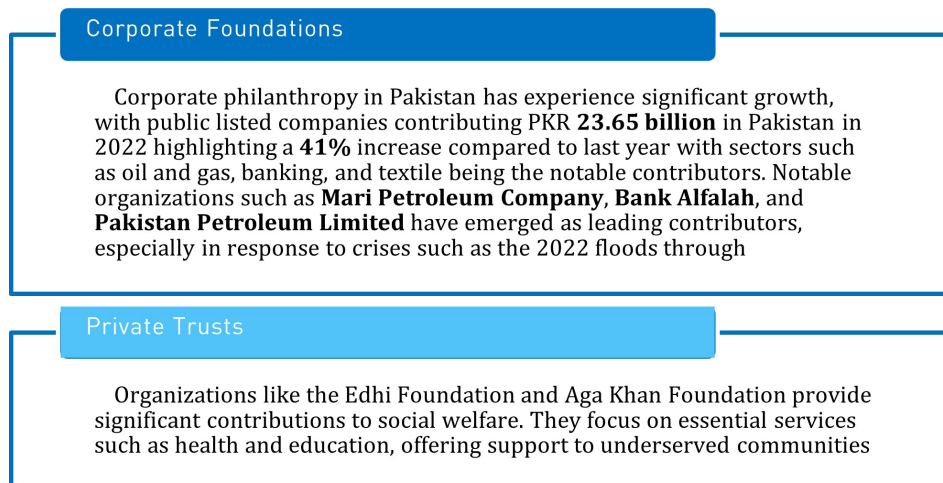 Corporate Foundations
Corporate philanthropy in Pakistan has experience significant growth,
with public listed companies contributing PKR 23.65 billion in Pakistan in
2022 highlighting a 41% increase compared to last year with sectors such
as oil and gas, banking, and textile being the notable contributors. Notable
organizations such as Mari Petroleum Company, Bank Alfalah, and
Pakistan Petroleum Limited have emerged as leading contributors,
especially in response to crises such as the 2022 floods through
Private Trusts
Organizations like the Edhi Foundation and Aga Khan Foundation provide
significant contributions to social welfare. They focus on essential services
such as health and education, offering support to underserved communities